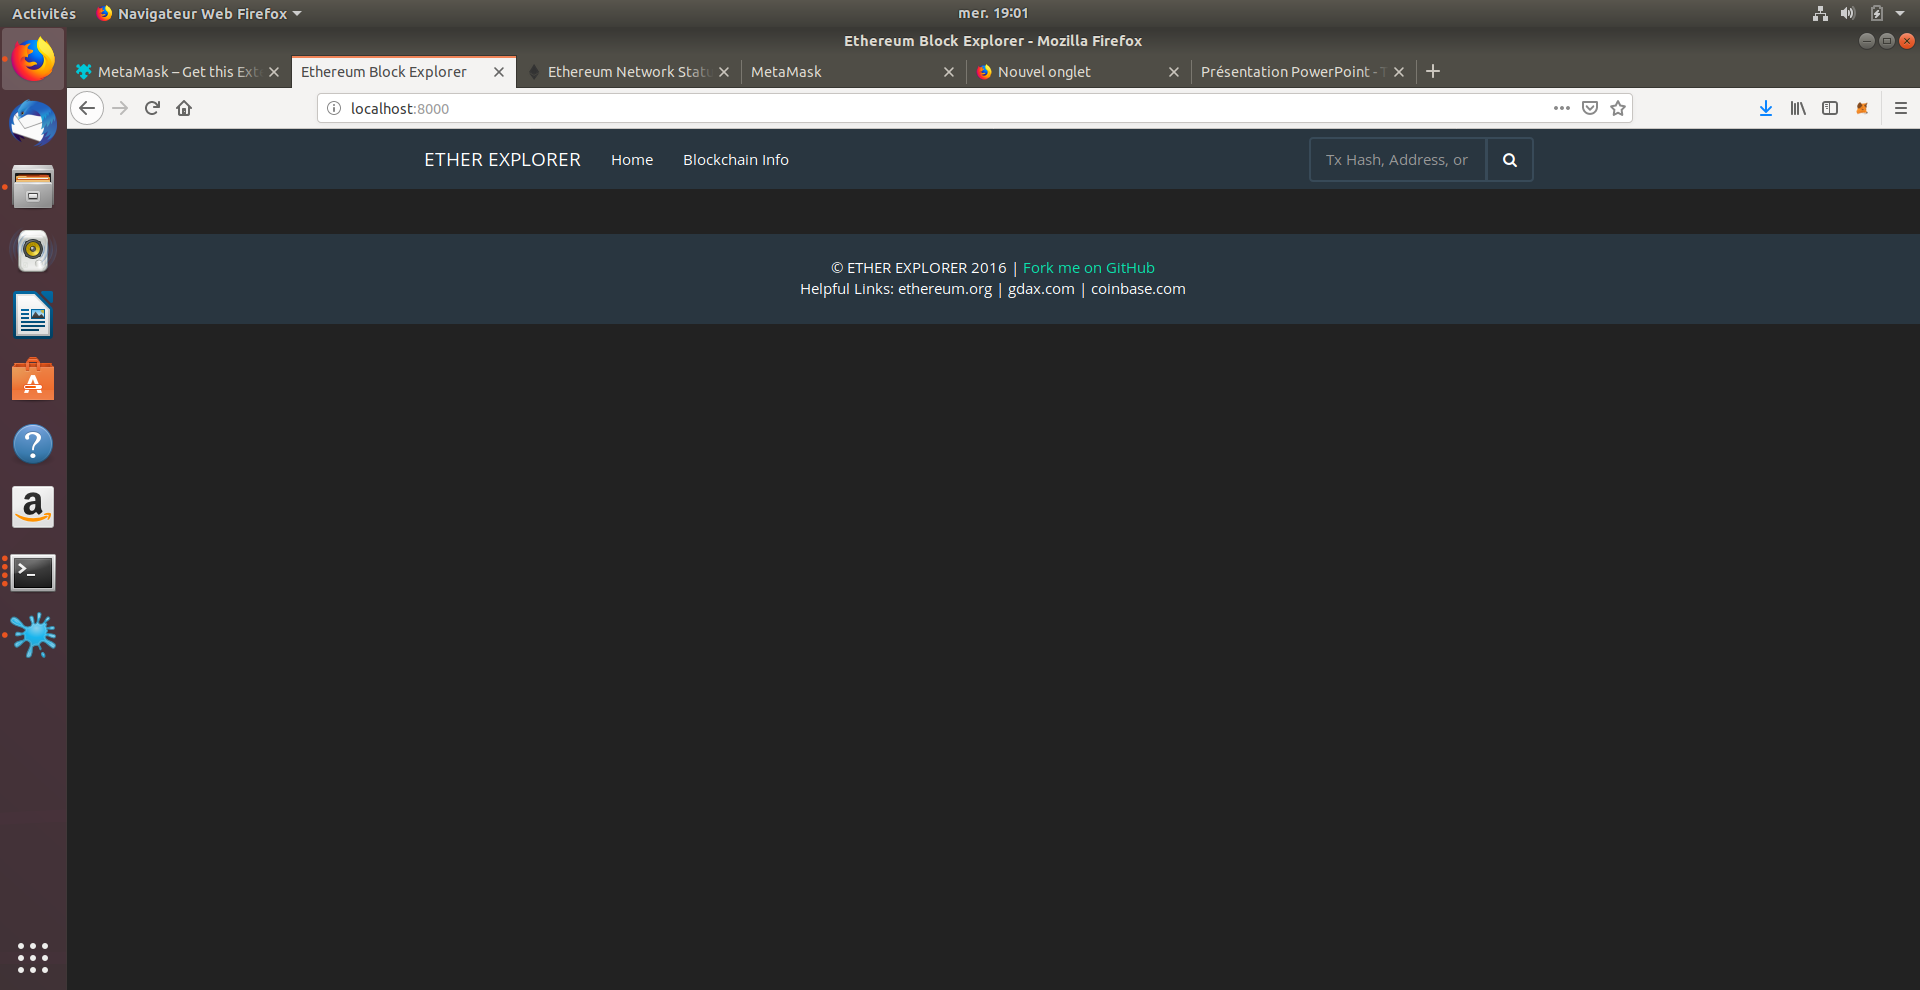 Activités Navigateur Web Firefox mer. 19:01
Ethereum Block Explorer - Mozilla Firefox
MetaMask – Get this Ext Ethereum Block Explorer Ethereum Network Statu MetaMask Nouvel onglet Présentation PowerPoint -
localhost:8000
ETHER EXPLORER Home Blockchain Info Tx Hash, Address, or
© ETHER EXPLORER 2016 | Fork me on GitHub
Helpful Links: ethereum.org | gdax.com | coinbase.com